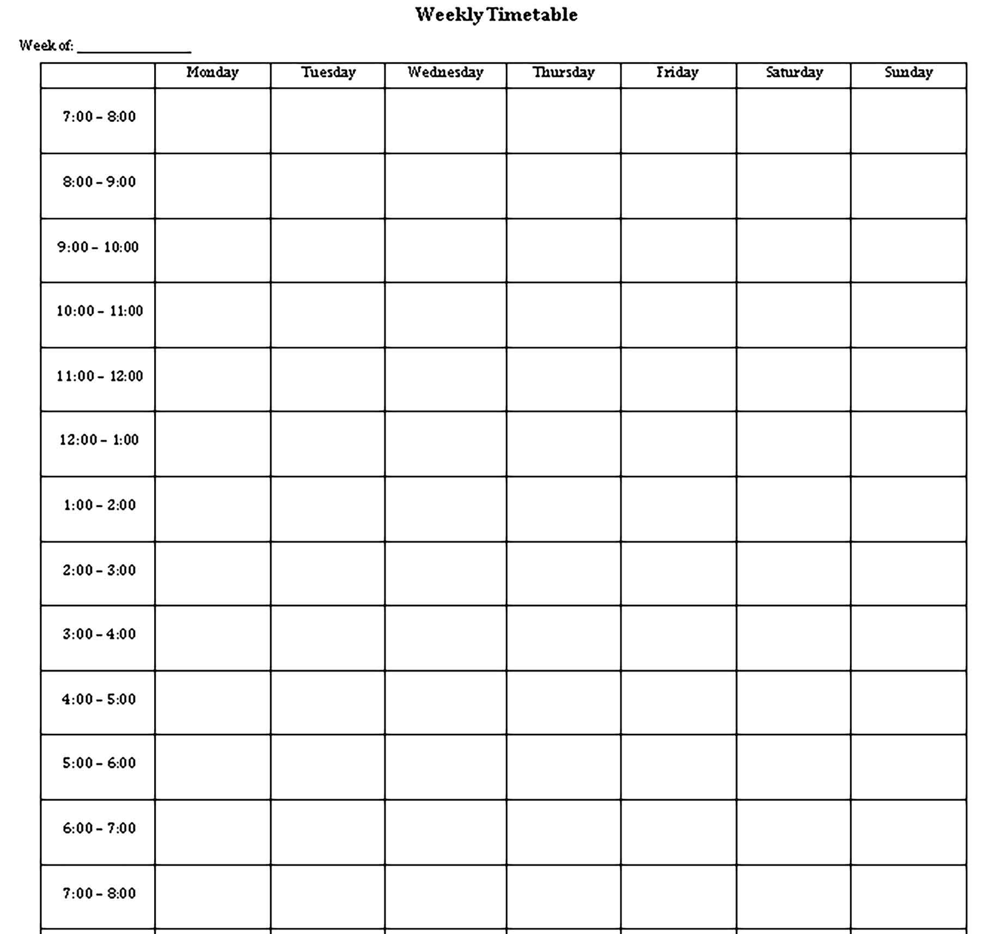 Weekly Timetable
Week of: _______________
Monday Tuesday Wednesday Thursday Friday Saturday Sunday
7:00 – 8:00
8:00 – 9:00
9:00 – 10:00
10:00 – 11:00
11:00 – 12:00
12:00 – 1:00
1:00 – 2:00
2:00 – 3:00
3:00 – 4:00
4:00 – 5:00
5:00 – 6:00
6:00 – 7:00
7:00 – 8:00